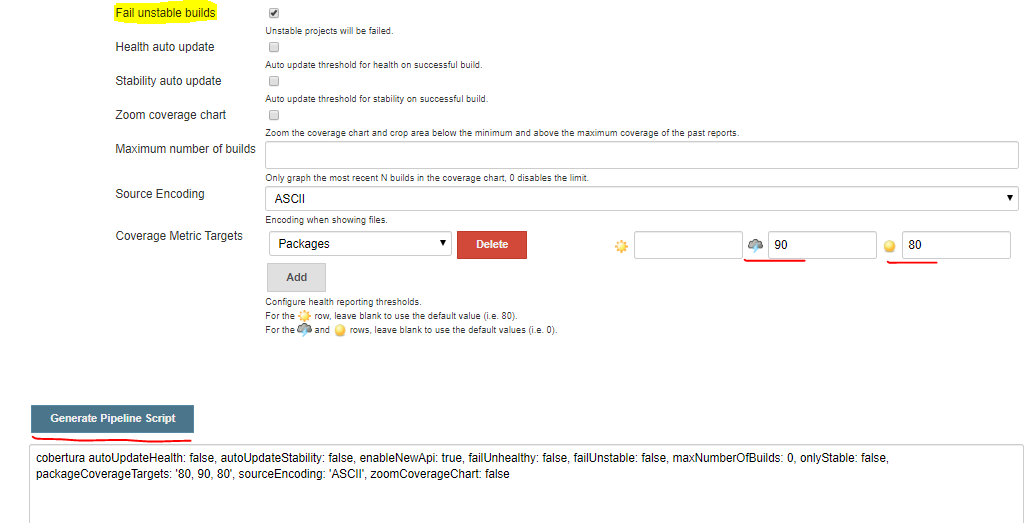 Fail unstable builds
Unstable projects will be failed.
Health auto update
Auto update threshold for health on successful build.
Stability auto update
Auto update threshold for stability on successful build.
Zoom coverage chart
Zoom the coverage chart and crop area below the minimum and above the maximum coverage of the past reports.
Maximum number of builds
Only graph the most recent N builds in the coverage chart, 0 disables the limit.
Source Encoding
ASCII
Encoding when showing files.
Coverage Metric Targets
Packages Delete 90 80
Add
Configure health reporting thresholds.
For the row, leave blank to use the default value (i.e. 80).
For the and rows, leave blank to use the default values (i.e. 0).
Generate Pipeline Script
cobertura autoUpdateHealth: false, autoUpdateStability: false, enableNewApi: true, failUnhealthy: false, failUnstable: false, maxNumberOfBuilds: 0, onlyStable: false,
packageCoverageTargets: '80, 90, 80', sourceEncoding: 'ASCII', zoomCoverageChart: false